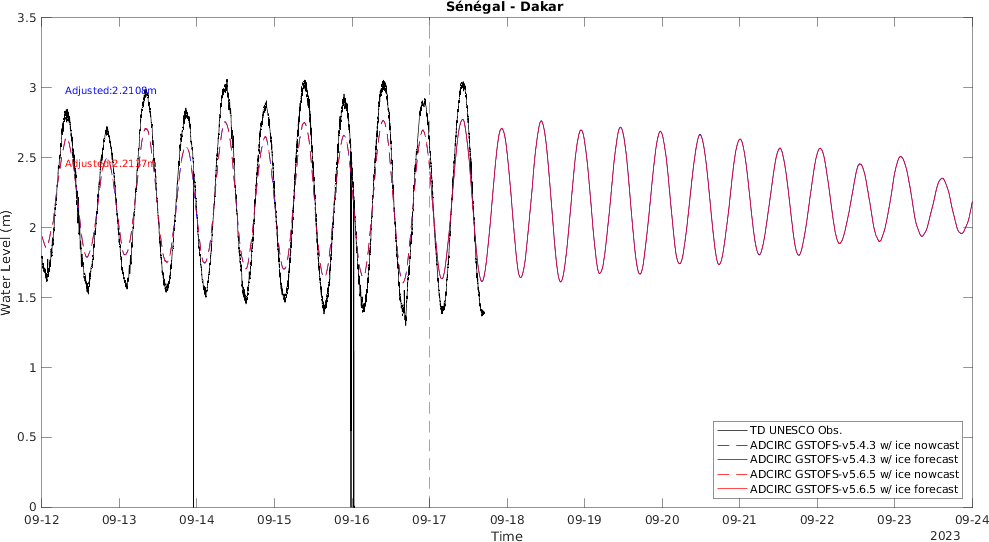 Sénégal - Dakar
Water Level (m)
3.5
3
2.5
2
1.5
1
0.5
0
Adjusted:2.2108m
Adjusted:2.2137m
TD UNESCO Obs.
ADCIRC GSTOFS-v5.4.3 w/ ice nowcast
ADCIRC GSTOFS-v5.4.3 w/ ice forecast
ADCIRC GSTOFS-v5.6.5 w/ ice nowcast
ADCIRC GSTOFS-v5.6.5 w/ ice forecast
09-12 09-13 09-14 09-15 09-16 09-17 09-18 09-19 09-20 09-21 09-22 09-23 09-24
Time
2023